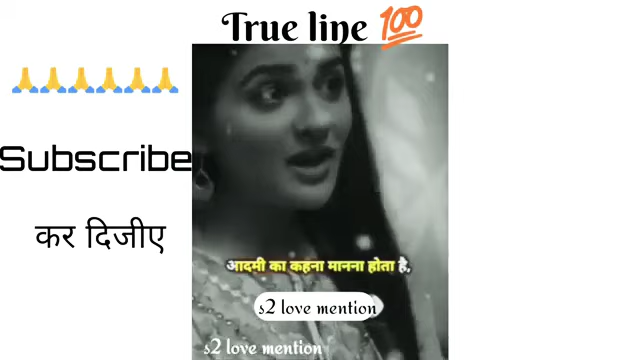 True line 💯
🙏🙏🙏🙏🙏🙏
Subscribe
कर दिजीए
आदमी का कहना मानना होता है,
s2 love mention
s2 love mention